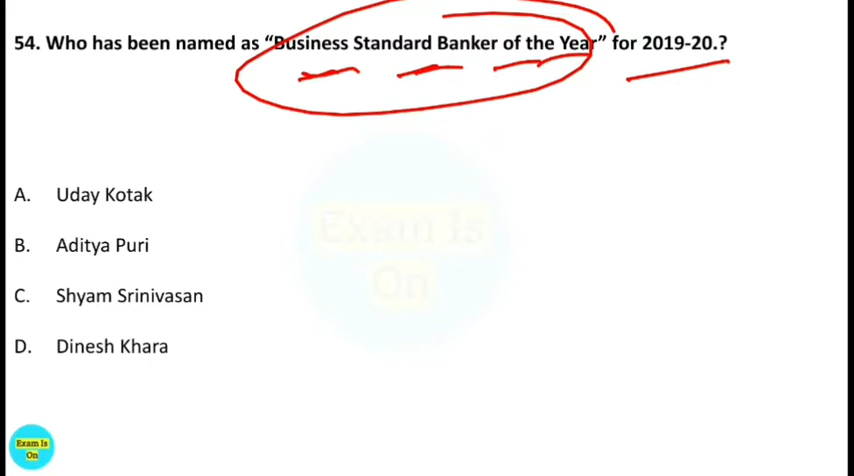 54. Who has been named as “Business Standard Banker of the Year” for 2019-20.?
A. Uday Kotak
B. Aditya Puri
C. Shyam Srinivasan
D. Dinesh Khara
Exam Is
On
Exam Is
On